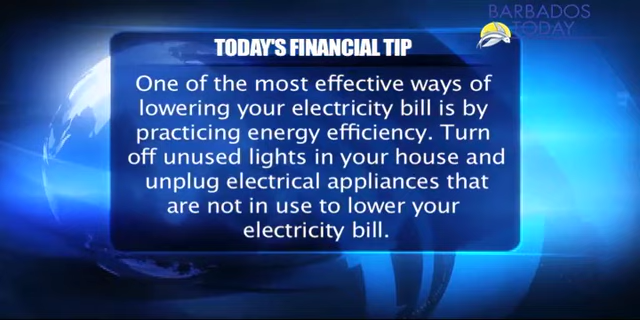 BARBADOS
TODAY
TODAY'S FINANCIAL TIP
One of the most effective ways of
lowering your electricity bill is by
practicing energy efficiency. Turn
off unused lights in your house and
unplug electrical appliances that
are not in use to lower your
electricity bill.